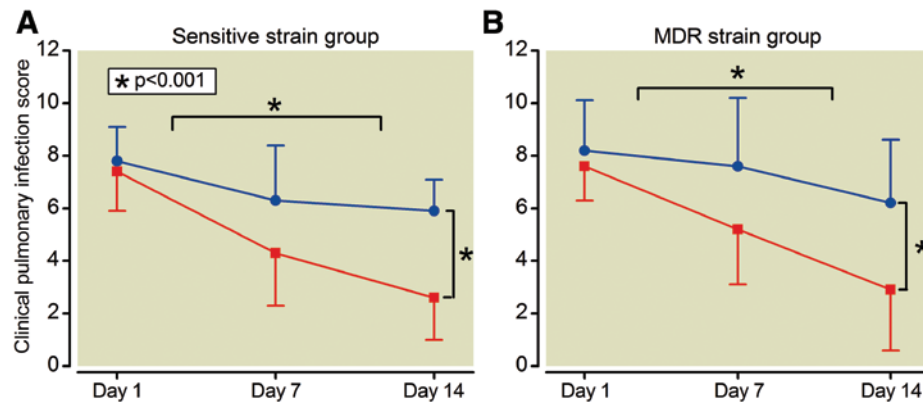 A
Sensitive strain group
Clinical pulmonary infection score
12
10
8
6
4
2
0
* p<0.001
*
*
Day 1 Day 7 Day 14
B
MDR strain group
12
10
8
6
4
2
0
*
*
Day 1 Day 7 Day 14